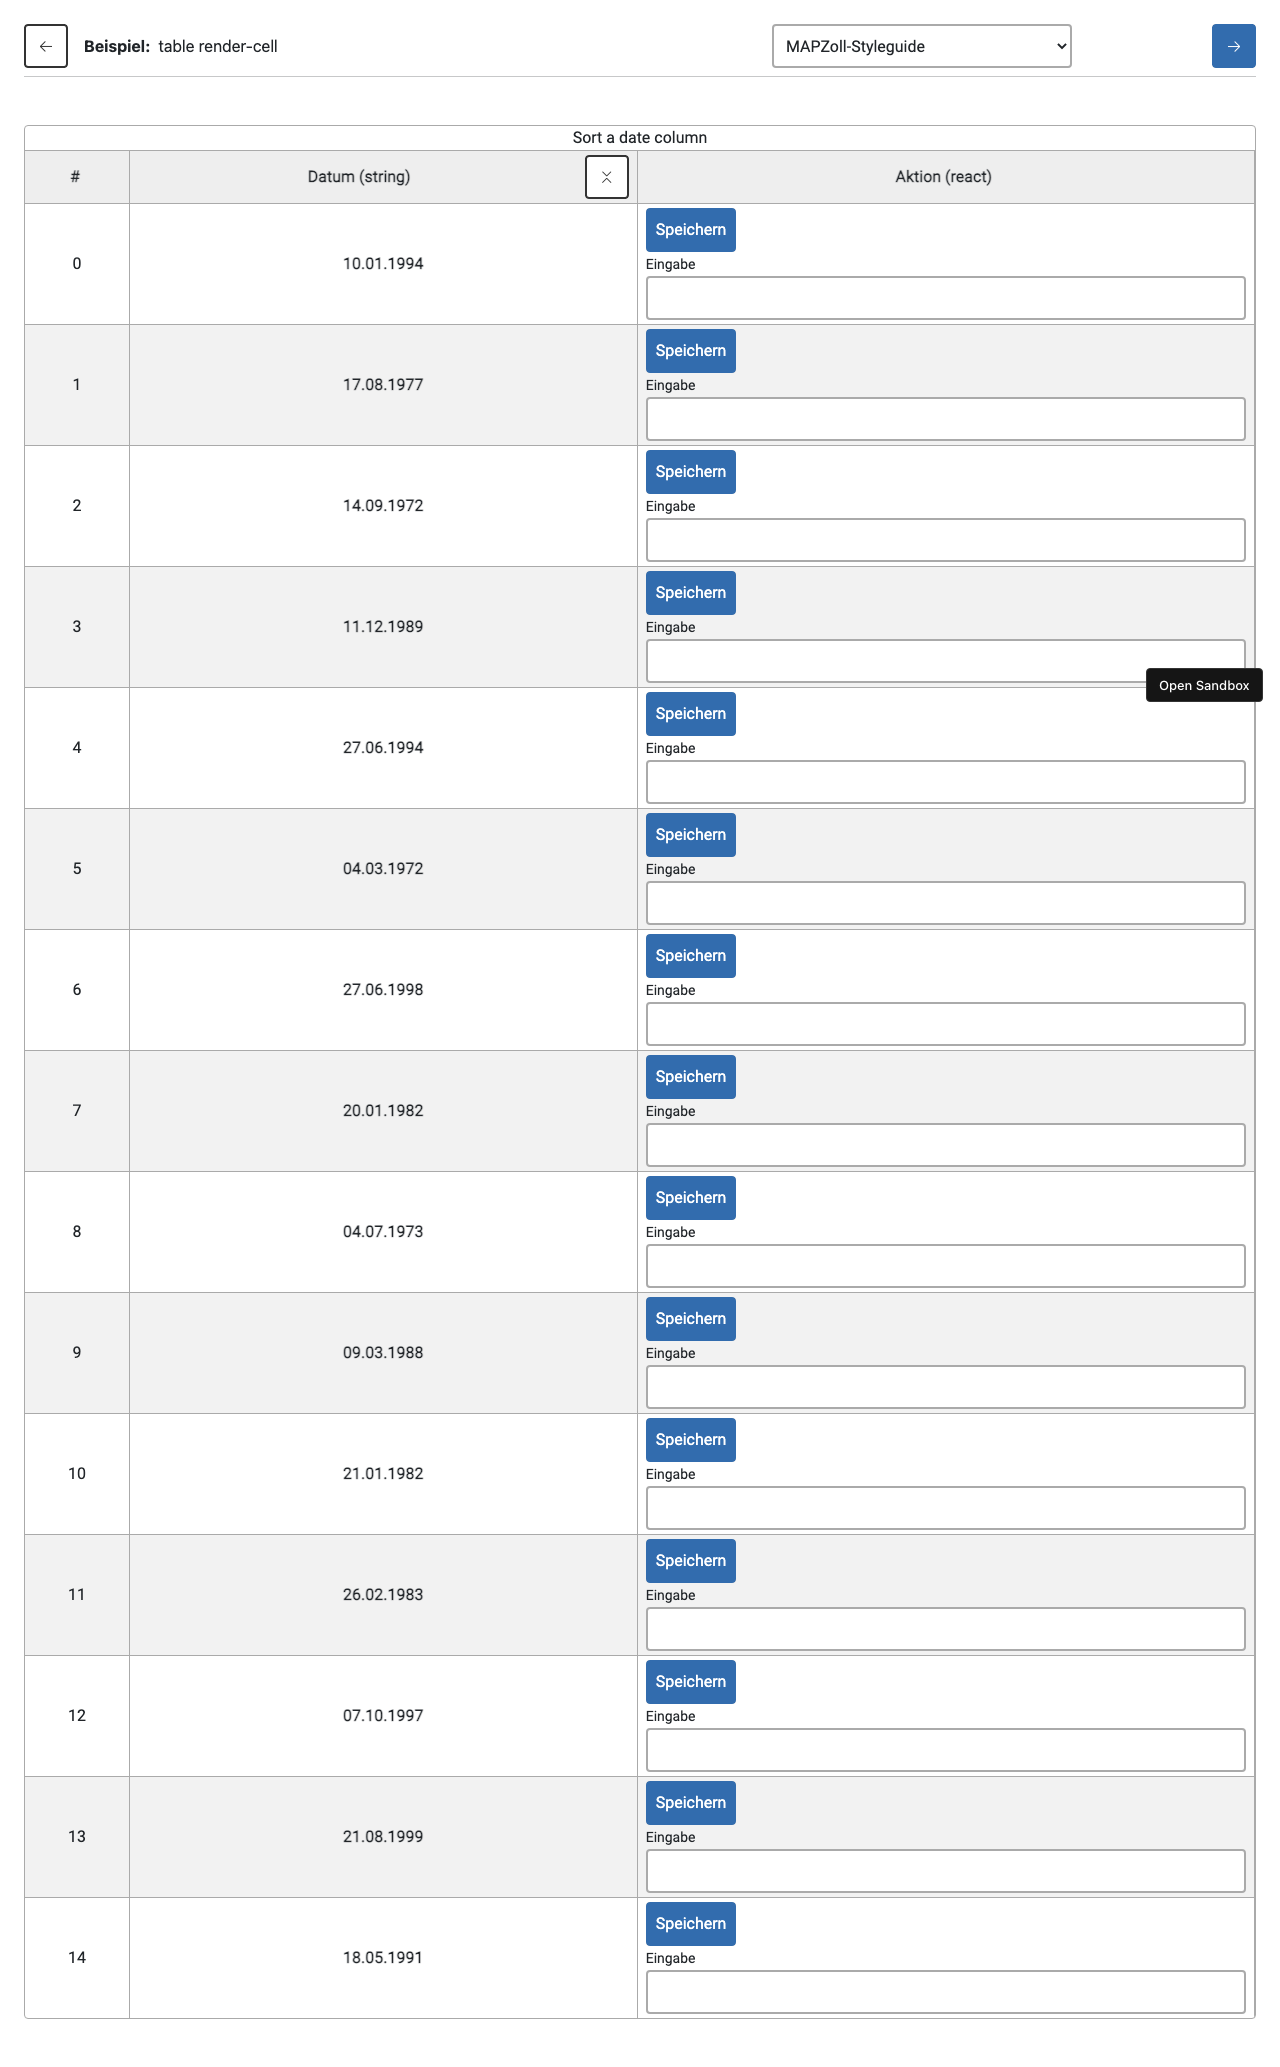 Beispiel: table render-cell
MAPZoll-Styleguide
Sort a date column
# Datum (string) Aktion (react)
Speichern
0 10.01.1994 Eingabe
Speichern
1 17.08.1977 Eingabe
Speichern
2 14.09.1972 Eingabe
Speichern
3 11.12.1989 Eingabe
Open Sandbox
Speichern
4 27.06.1994 Eingabe
Speichern
5 04.03.1972 Eingabe
Speichern
6 27.06.1998 Eingabe
Speichern
7 20.01.1982 Eingabe
Speichern
8 04.07.1973 Eingabe
Speichern
9 09.03.1988 Eingabe
Speichern
10 21.01.1982 Eingabe
Speichern
11 26.02.1983 Eingabe
Speichern
12 07.10.1997 Eingabe
Speichern
13 21.08.1999 Eingabe
Speichern
14 18.05.1991 Eingabe